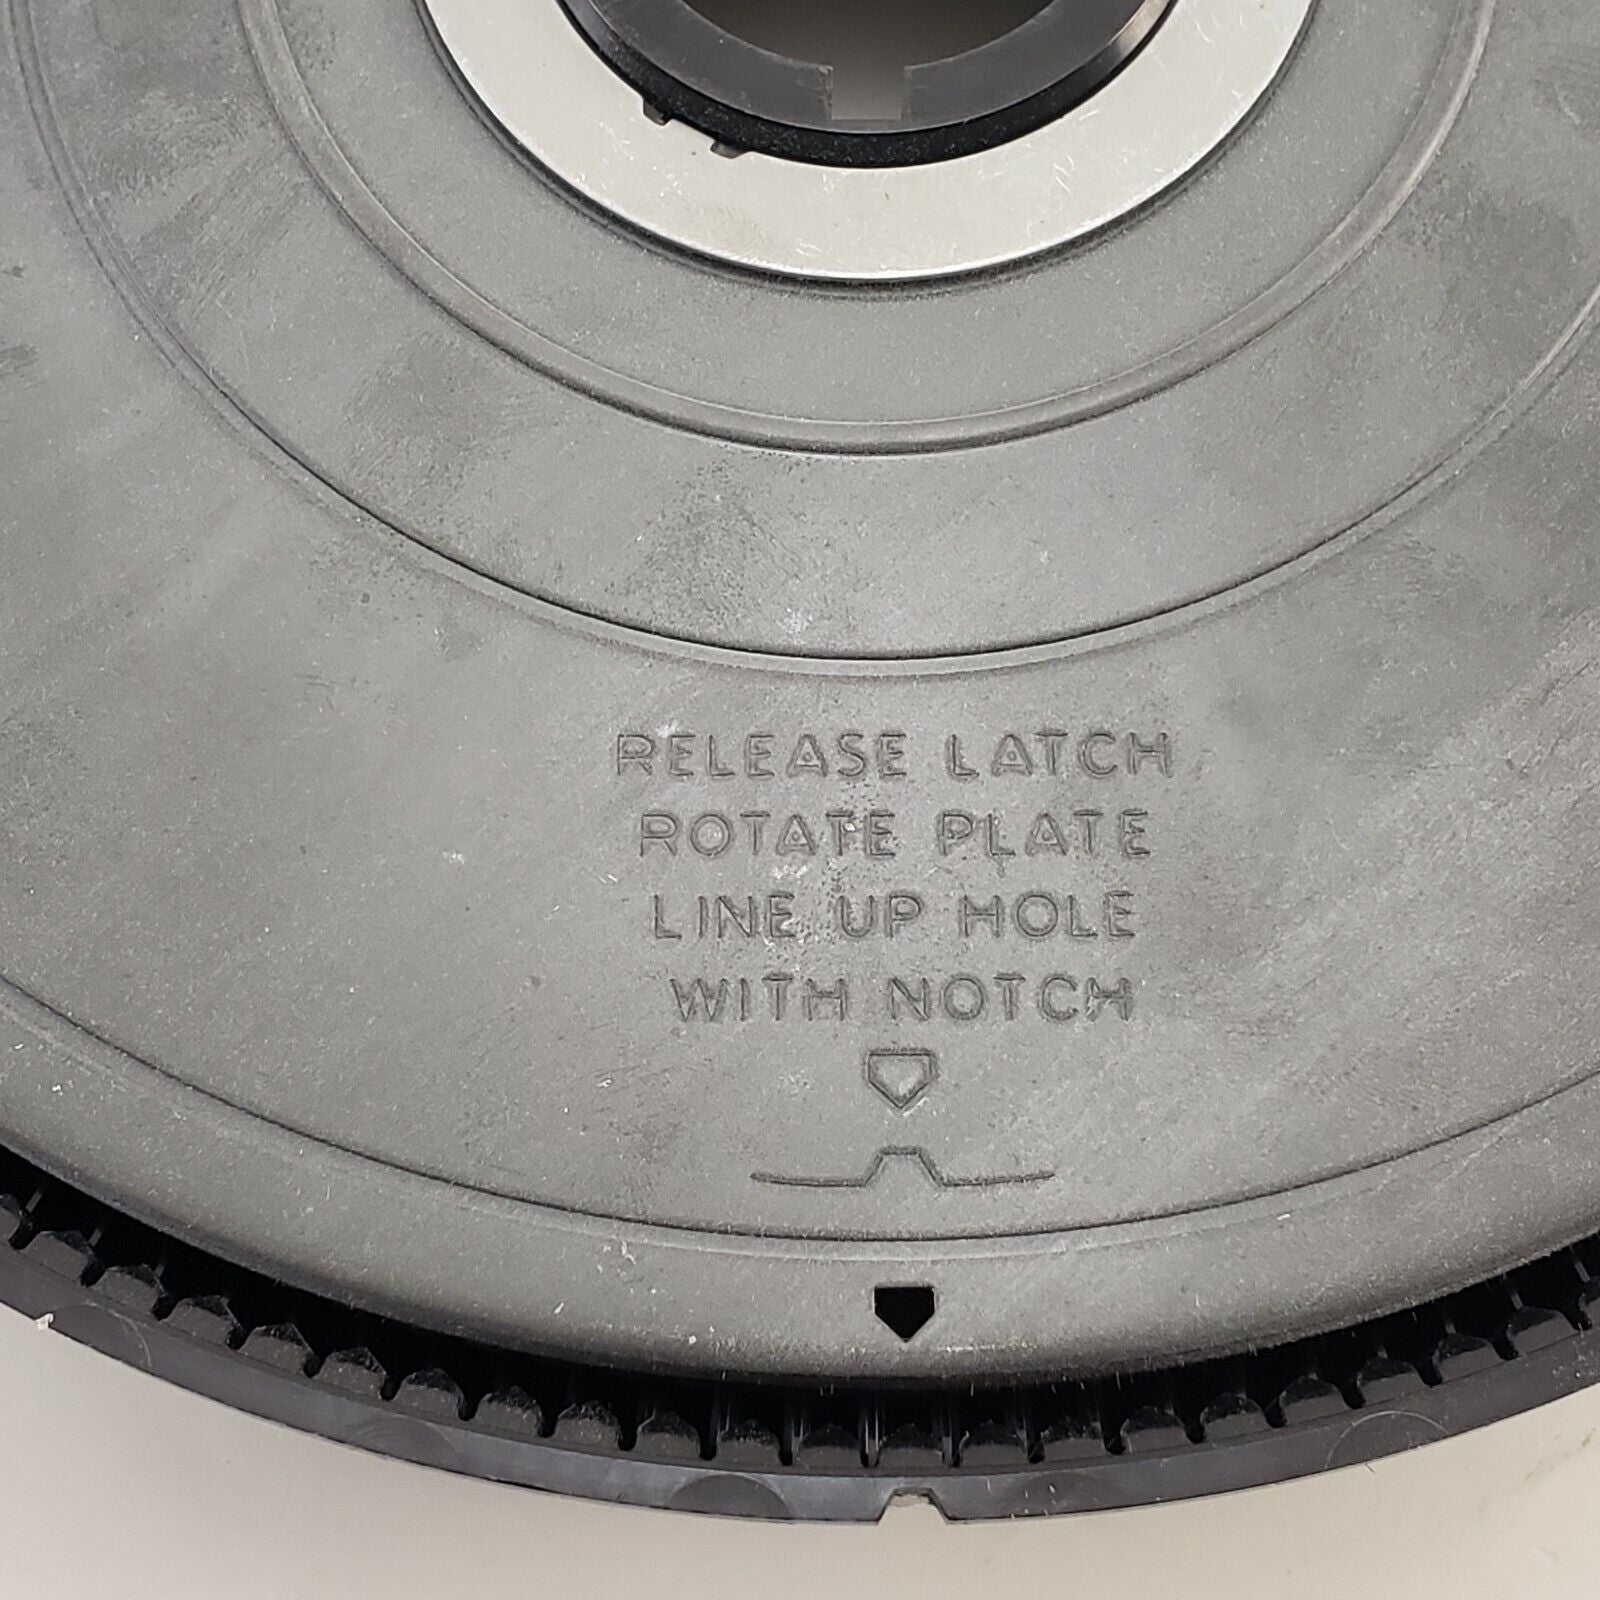 RELEASE LATCH
ROTATE PLATE
LINE UP HOLE
WITH NOTCH